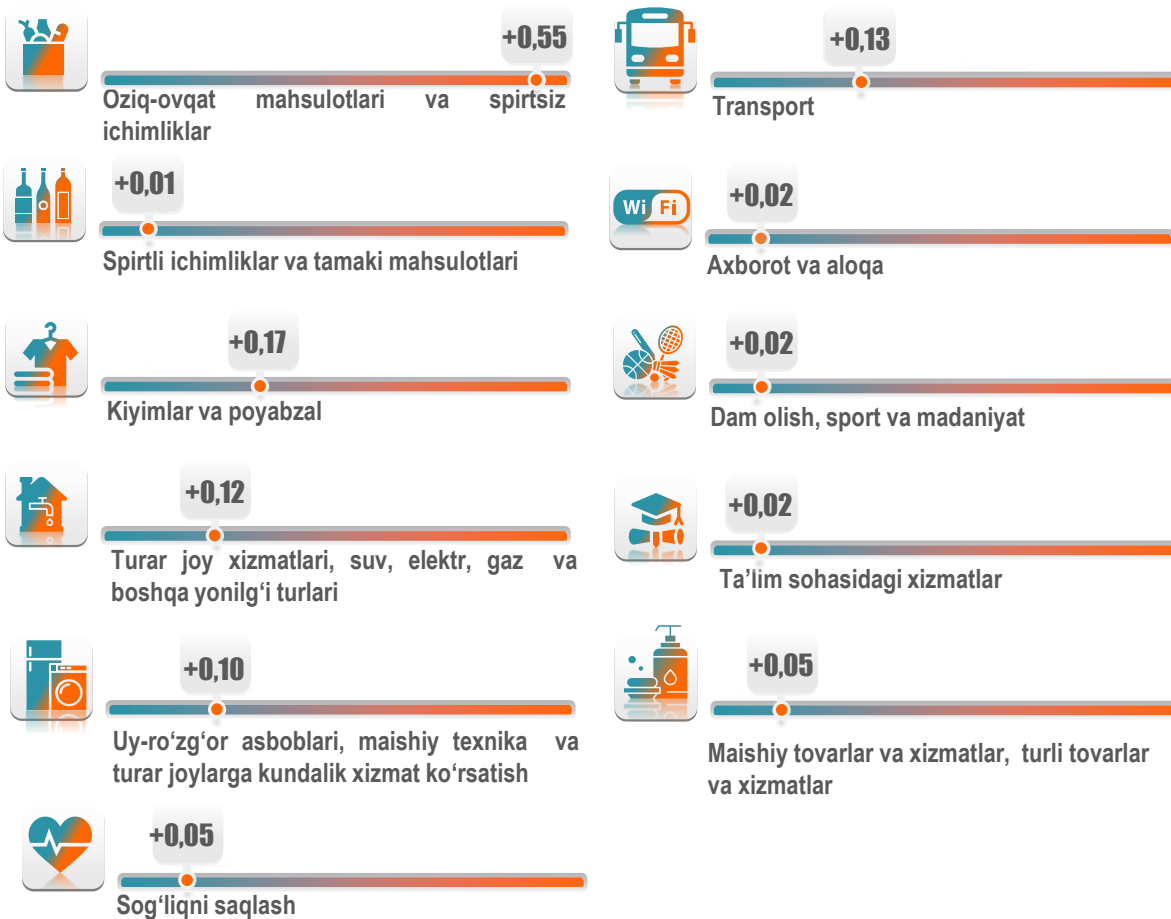 +0,55
Oziq-ovqat mahsulotlari va spirtsiz
ichimliklar
+0,01
Spirtli ichimliklar va tamaki mahsulotlari
+0,17
Kiyimlar va poyabzal
+0,12
Turar joy xizmatlari, suv, elektr, gaz va
boshqa yonilg‘i turlari
+0,10
Uy-ro‘zg‘or asboblari, maishiy texnika va
turar joylarga kundalik xizmat ko‘rsatish
+0,05
Sog‘liqni saqlash
+0,13
Transport
Wi Fi
+0,02
Axborot va aloqa
+0,02
Dam olish, sport va madaniyat
+0,02
Ta’lim sohasidagi xizmatlar
+0,05
Maishiy tovarlar va xizmatlar, turli tovarlar
va xizmatlar